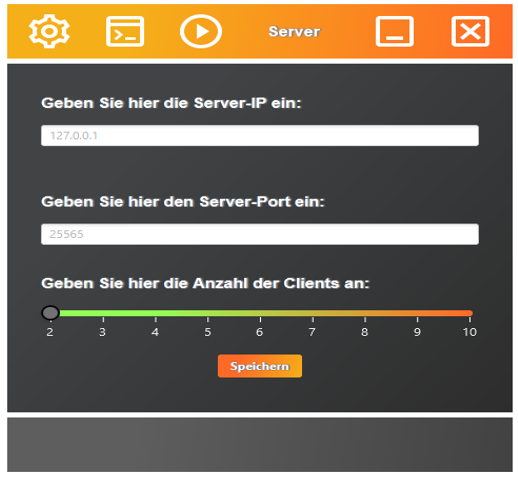 Server
Geben Sie hier die Server-IP ein:
127.0.0.1
Geben Sie hier den Server-Port ein:
25565
Geben Sie hier die Anzahl der Clients an:
2 3 4 5 6 7 8 9 10
Speichern